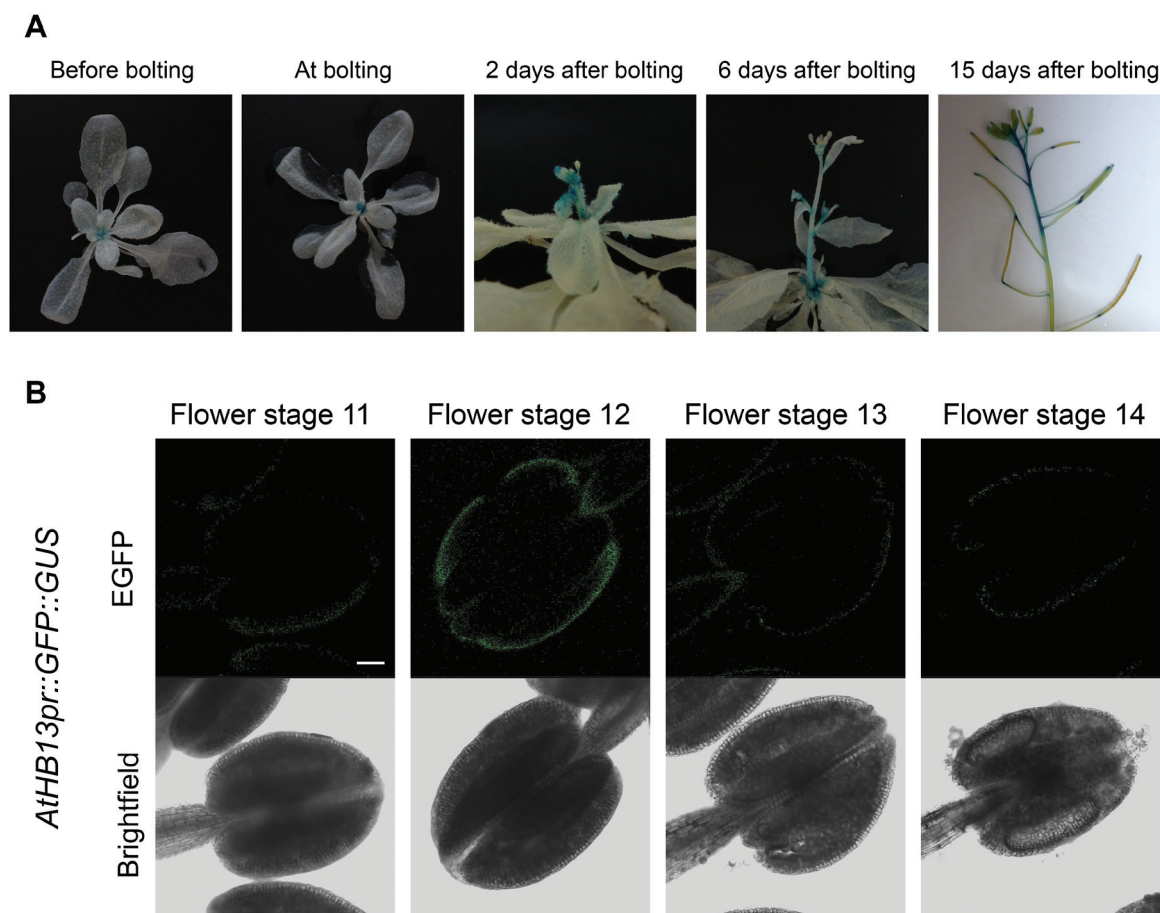 A
Before bolting
At bolting
2 days after bolting
6 days after bolting
15 days after bolting
B
Flower stage 11
Flower stage 12
Flower stage 13
Flower stage 14
AtHB13pr::GFP::GUS
EGFP
Brightfield